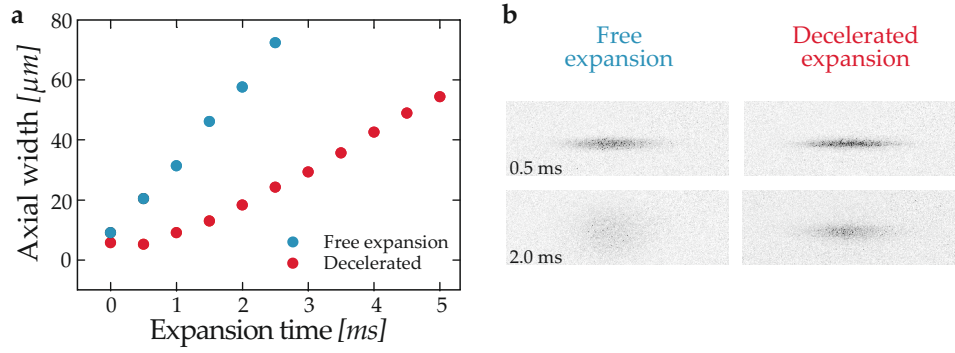 a
80
60
40
20
0
Axial width [μm]
0 1 2 3 4 5
Expansion time [ms]
Free expansion
Decelerated
b
Free
expansion
Decelerated
expansion
0.5 ms
2.0 ms